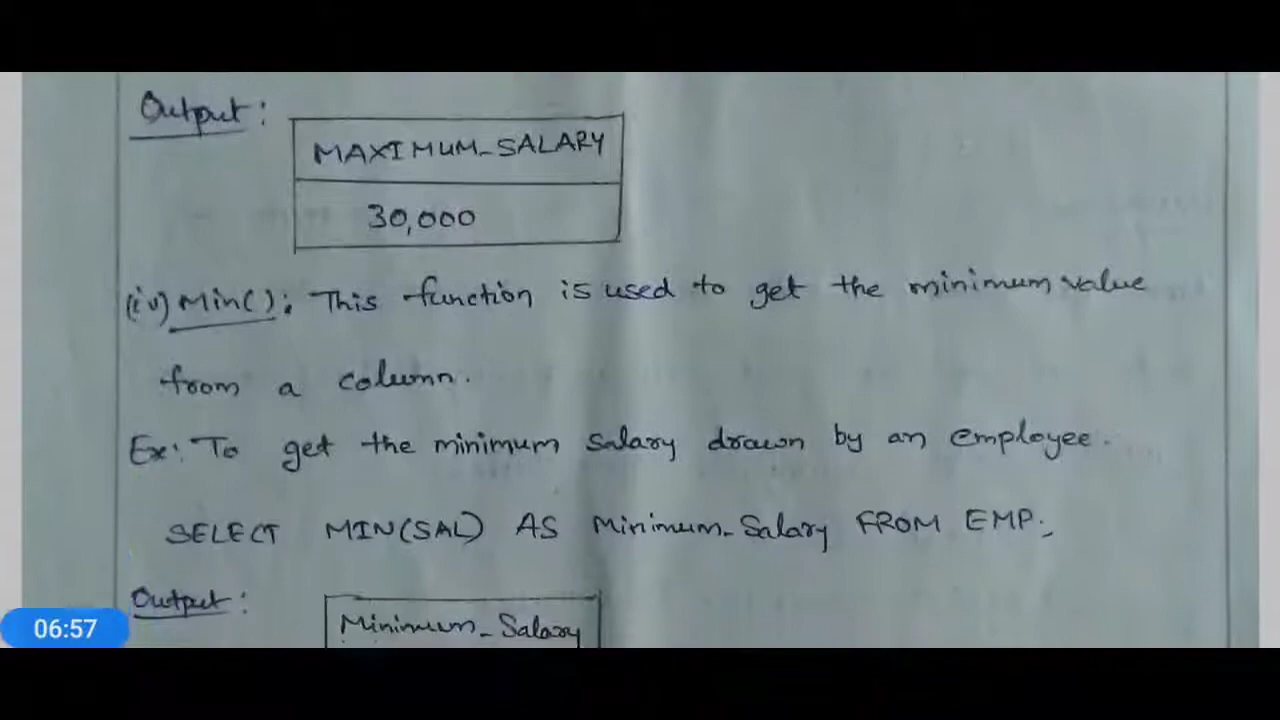 Output:
MAXIMUM_SALARY
30,000
(iv) Min(): This function is used to get the minimum value
from a column.
Ex: To get the minimum salary drawn by an employee.
SELECT MIN(SAL) AS Minimum_Salary FROM EMP;
Output:
Minimum_Salary
06:57